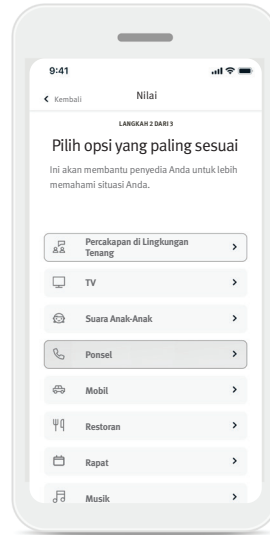 9:41
Kembali
Nilai
LANGKAH 2 DARI 3
Pilih opsi yang paling sesuai
Ini akan membantu penyedia Anda untuk lebih
memahami situasi Anda.
Percakapan di Lingkungan
Tenang
TV
Suara Anak-Anak
Ponsel
Mobil
Restoran
Rapat
Musik